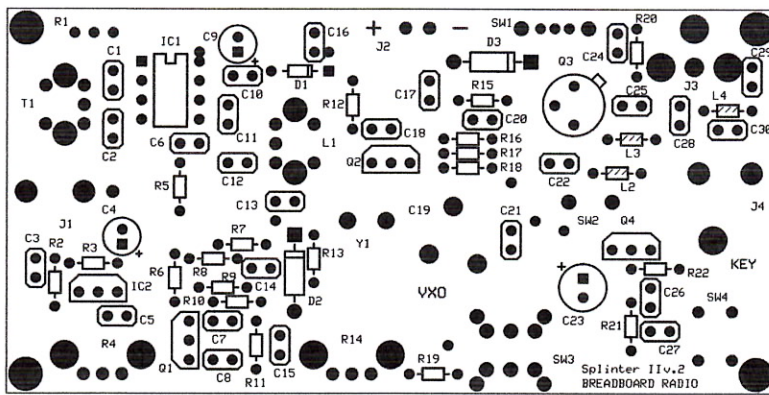 R1
C1
IC1
C9
+
C16
+
J2
−
SW1
D3
Q3
C24
R20
C29
T1
C10
D1
R12
C17
R15
C25
J3
L4
C2
C11
L1
C18
C20
C28
C30
C6
R16
R17
R18
L3
R5
C12
Q2
C22
L2
C13
J1
C4
+
C19
C21
SW2
Q4
J4
C3
R2
R3
R7
Y1
R13
R8
R6
R9
C14
VXO
+
R22
KEY
IC2
R10
D2
C23
C26
SW4
C5
C7
R21
C27
R4
Q1
C8
R11
C15
R14
R19
SW3
Splinter IIv.2
BREADBOARD RADIO